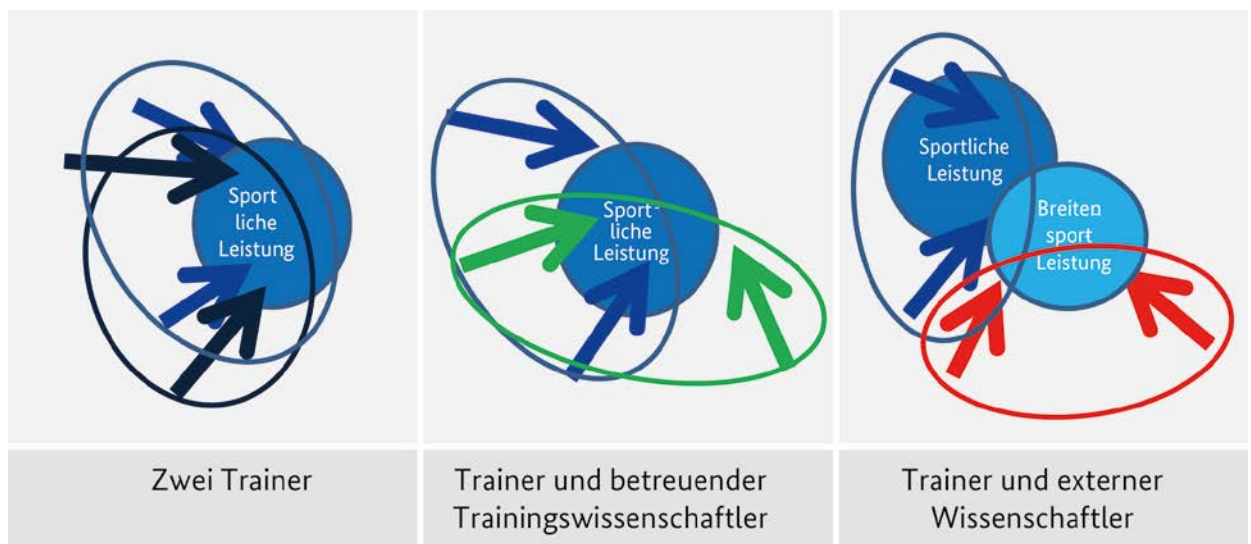 Sport
liche
Leistung
Sport-
liche
Leistung
Sportliche
Leistung
Breiten
sport
Leistung
Zwei Trainer
Trainer und betreuender
Trainingswissenschaftler
Trainer und externer
Wissenschaftler